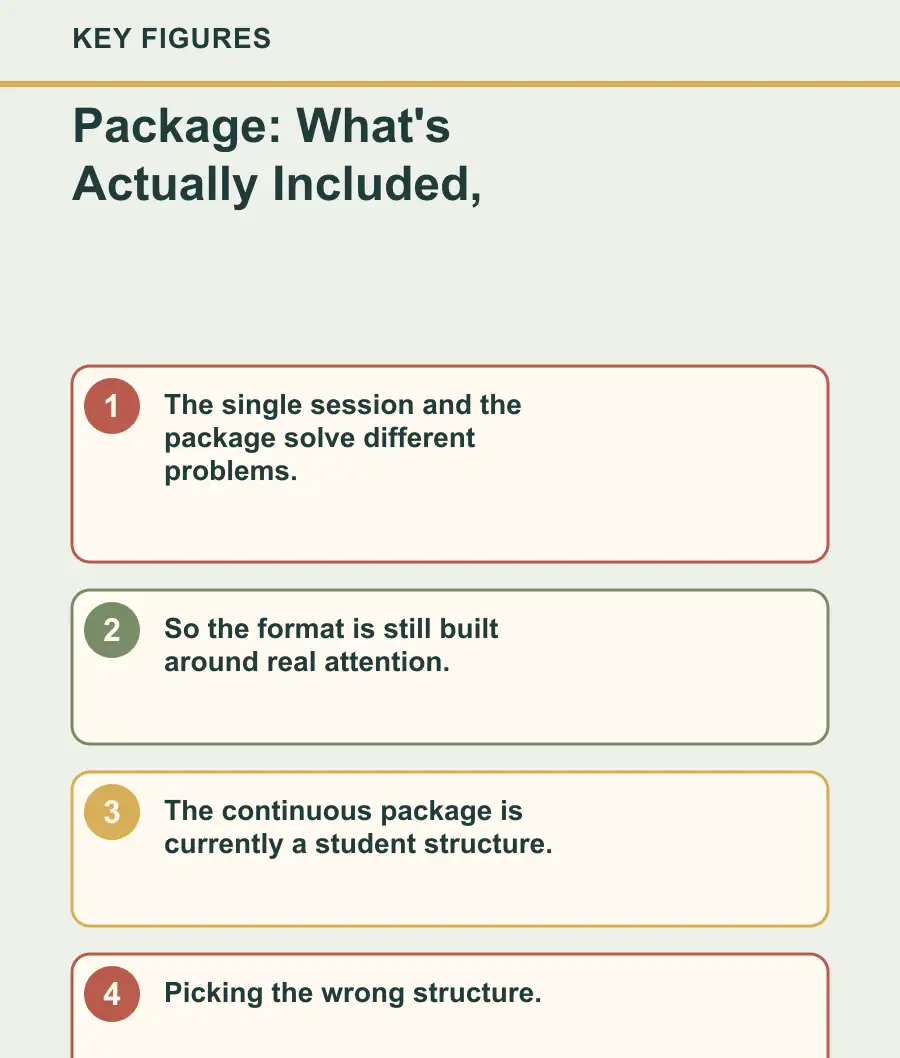 KEY FIGURES
Package: What's
Actually Included,
1
The single session and the
package solve different
problems.
2
So the format is still built
around real attention.
3
The continuous package is
currently a student structure.
4
Picking the wrong structure.